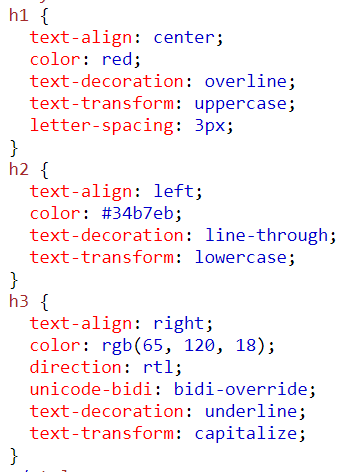 h1 {
  text-align: center;
  color: red;
  text-decoration: overline;
  text-transform: uppercase;
  letter-spacing: 3px;
}
h2 {
  text-align: left;
  color: #34b7eb;
  text-decoration: line-through;
  text-transform: lowercase;
}
h3 {
  text-align: right;
  color: rgb(65, 120, 18);
  direction: rtl;
  unicode-bidi: bidi-override;
  text-decoration: underline;
  text-transform: capitalize;
}